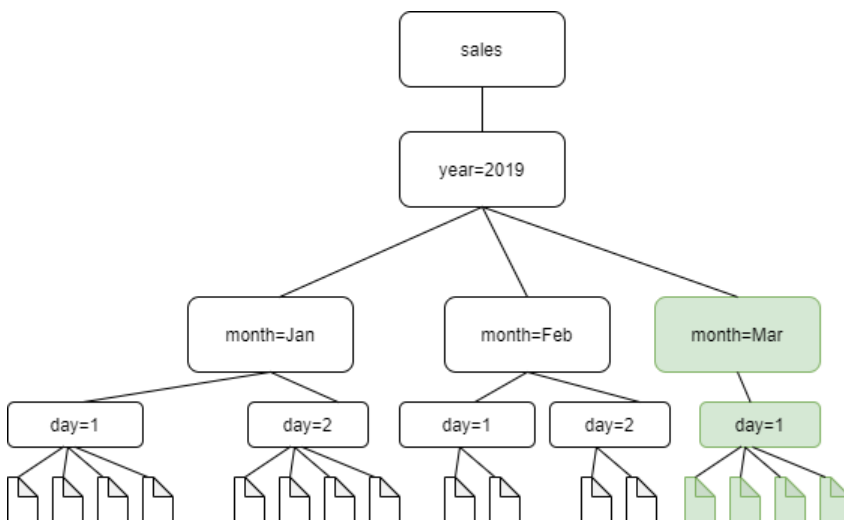 sales
year=2019
month=Jan
month=Feb
month=Mar
day=1
day=2
day=1
day=2
day=1